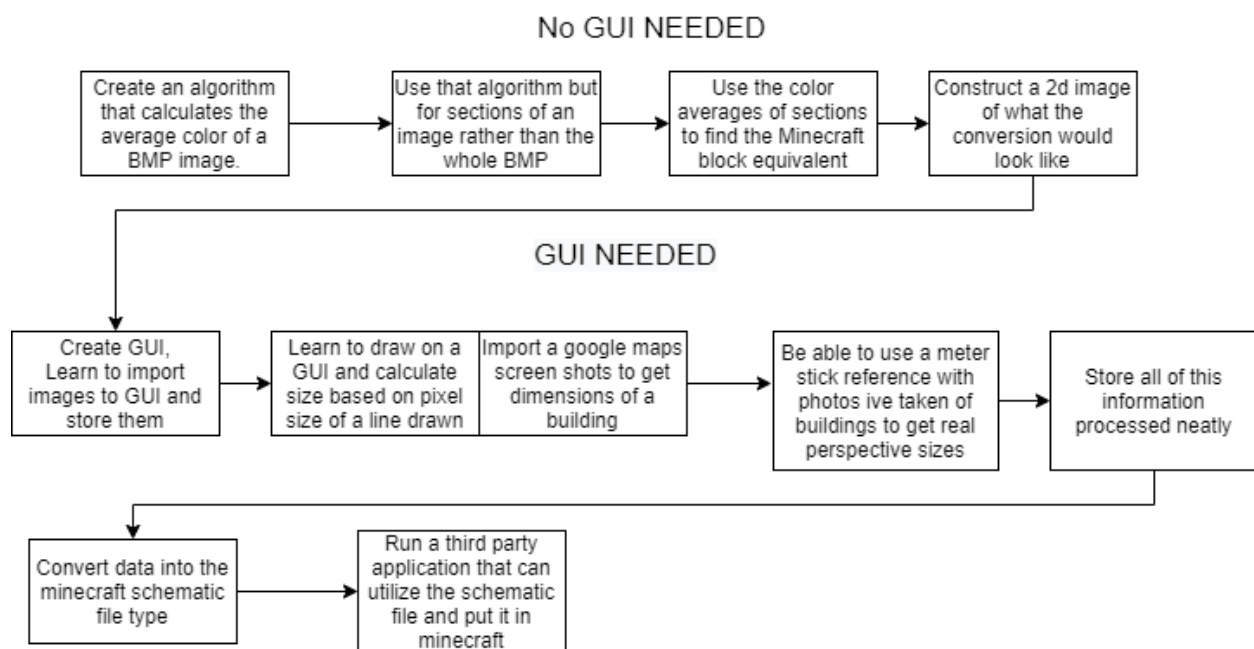 No GUI NEEDED
Create an algorithm
that calculates the
average color of a
BMP image.
Use that algorithm but
for sections of an
image rather than the
whole BMP
Use the color
averages of sections
to find the Minecraft
block equivalent
Construct a 2d image
of what the
conversion would
look like
GUI NEEDED
Create GUI,
Learn to import
images to GUI and
store them
Learn to draw on a
GUI and calculate
size based on pixel
size of a line drawn
Import a google maps
screen shots to get
dimensions of a
building
Be able to use a meter
stick reference with
photos ive taken of
buildings to get real
perspective sizes
Store all of this
information
processed neatly
Convert data into the
minecraft schematic
file type
Run a third party
application that can
utilize the schematic
file and put it in
minecraft